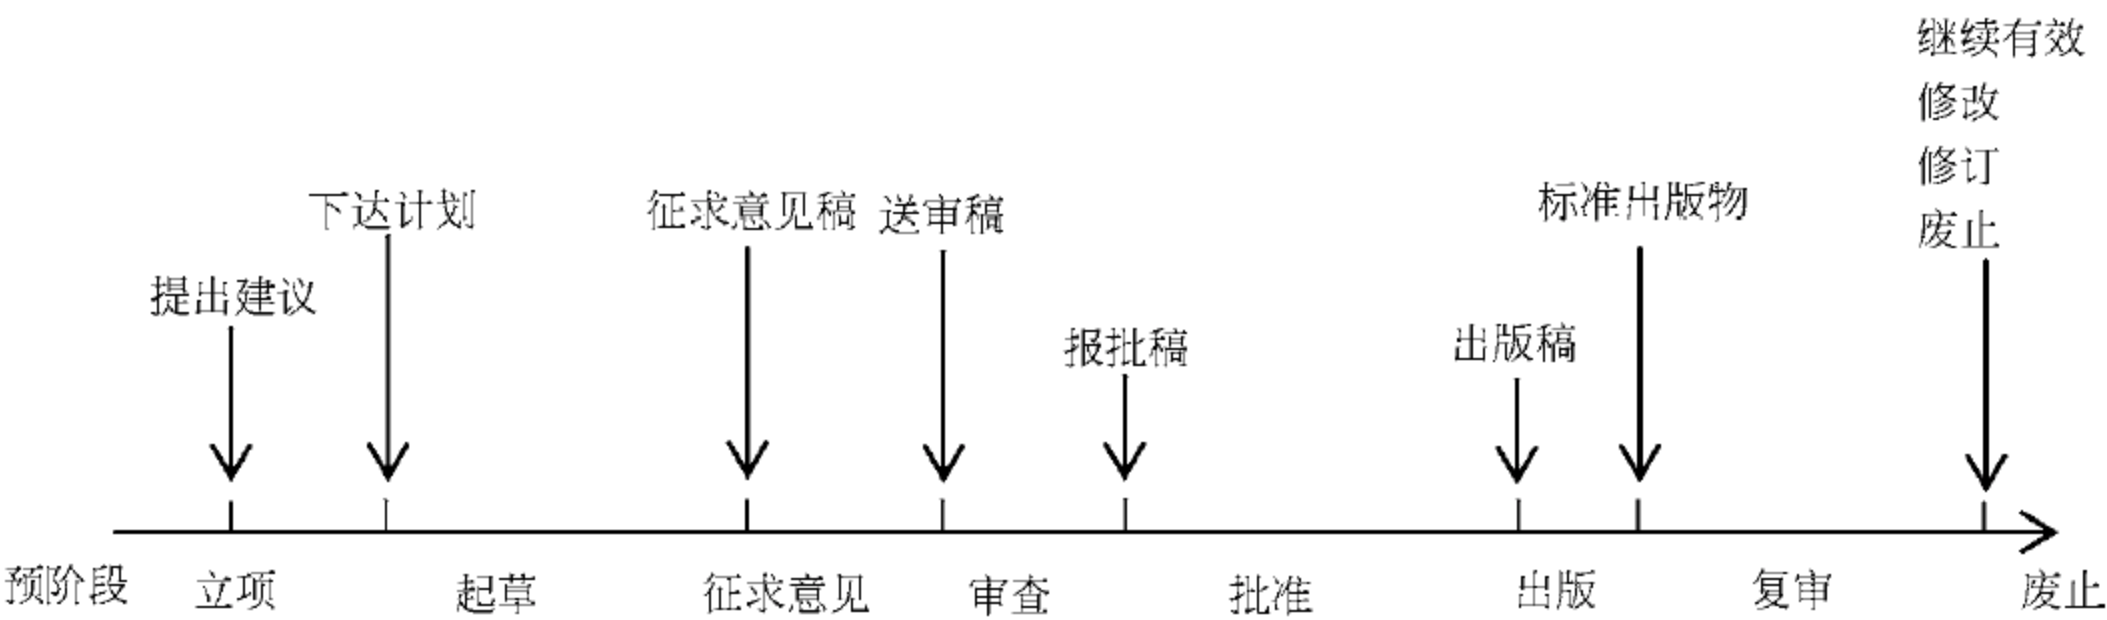 继续有效
修改
修订
废止
下达计划
征求意见稿
送审稿
标准出版物
提出建议
报批稿
出版稿
预阶段
立项
起草
征求意见
审查
批准
出版
复审
废止